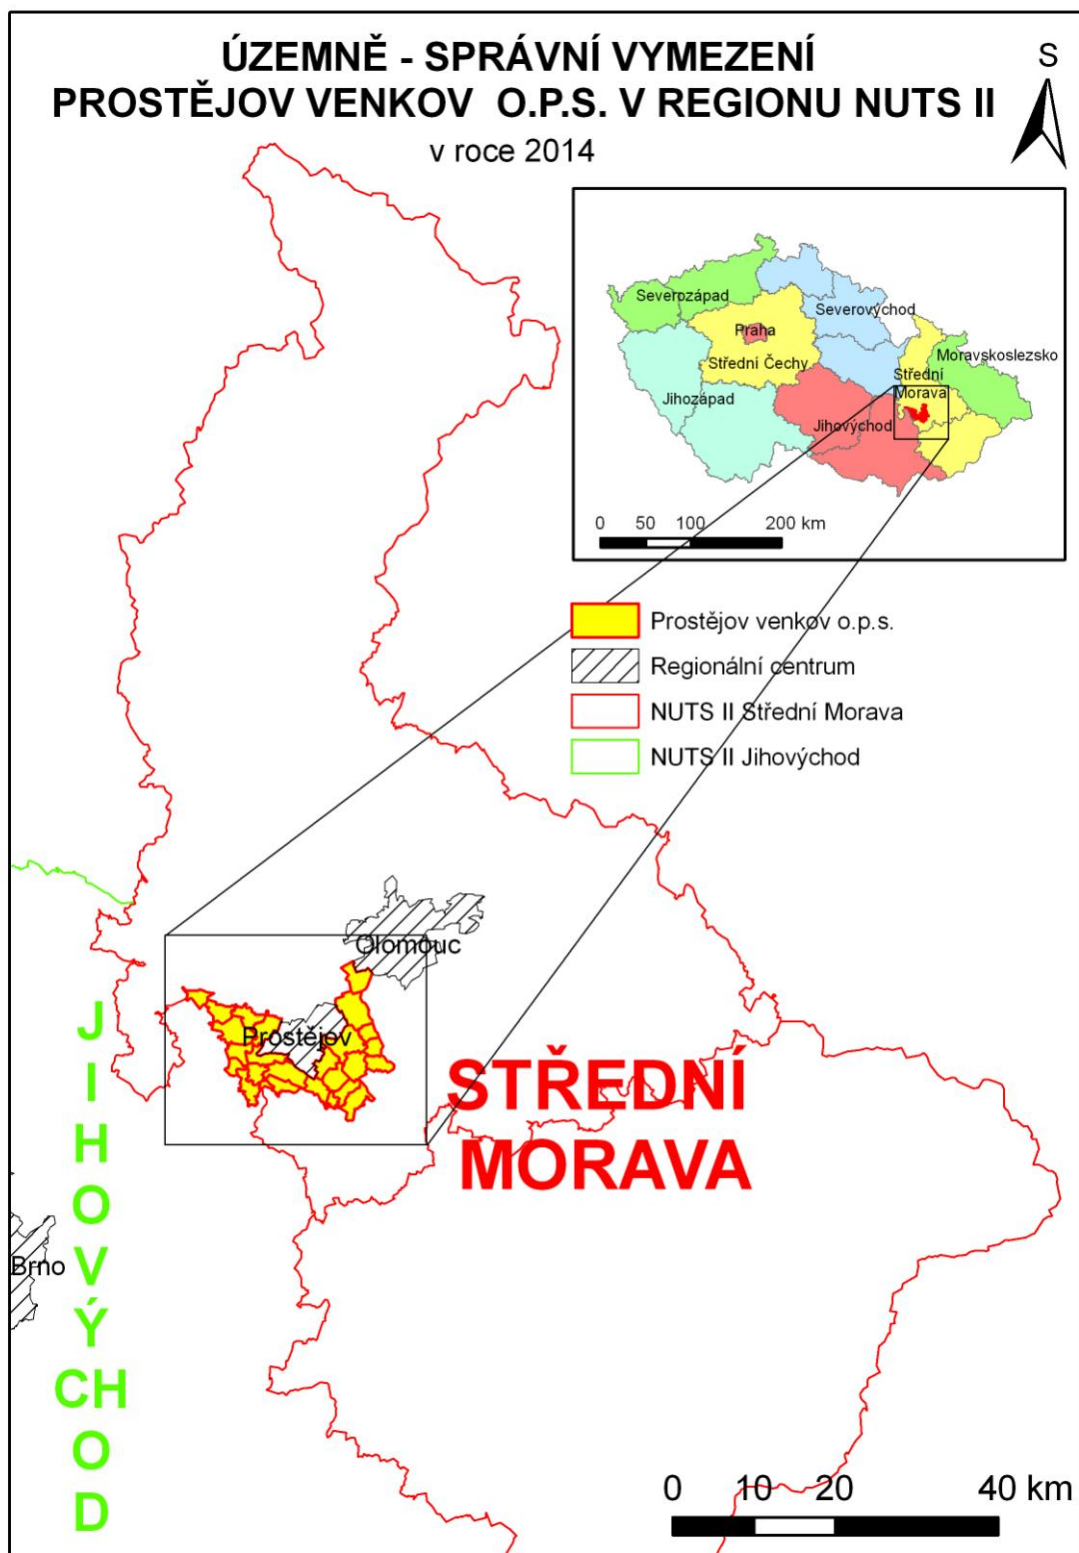 ÚZEMNĚ - SPRÁVNÍ VYMEZENÍ
PROSTĚJOV VENKOV O.P.S. V REGIONU NUTS II
v roce 2014
S
Severozápad
Severovýchod
Praha
Střední Čechy
Moravskoslezsko
Střední
Morava
Jihozápad
Jihovýchod
0 50 100 200 km
Prostějov venkov o.p.s.
Regionální centrum
NUTS II Střední Morava
NUTS II Jihovýchod
Olomouc
Prostějov
STŘEDNÍ
MORAVA
Brno
J
I
H
O
V
Ý
CH
O
D
0 10 20 40 km